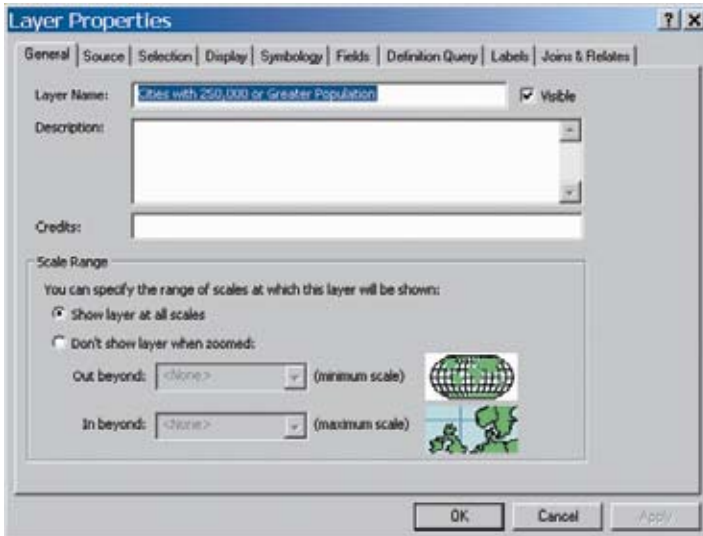 Layer Properties
General Source Selection Display Symbology Fields Definition Query Labels Joins & Relates
Layer Name: Cities with 250,000 or Greater Population Visible
Description:
Credits:
Scale Range
You can specify the range of scales at which this layer will be shown:
Show layer at all scales
Don't show layer when zoomed:
Out beyond: <None> (minimum scale)
In beyond: <None> (maximum scale)
OK Cancel Apply